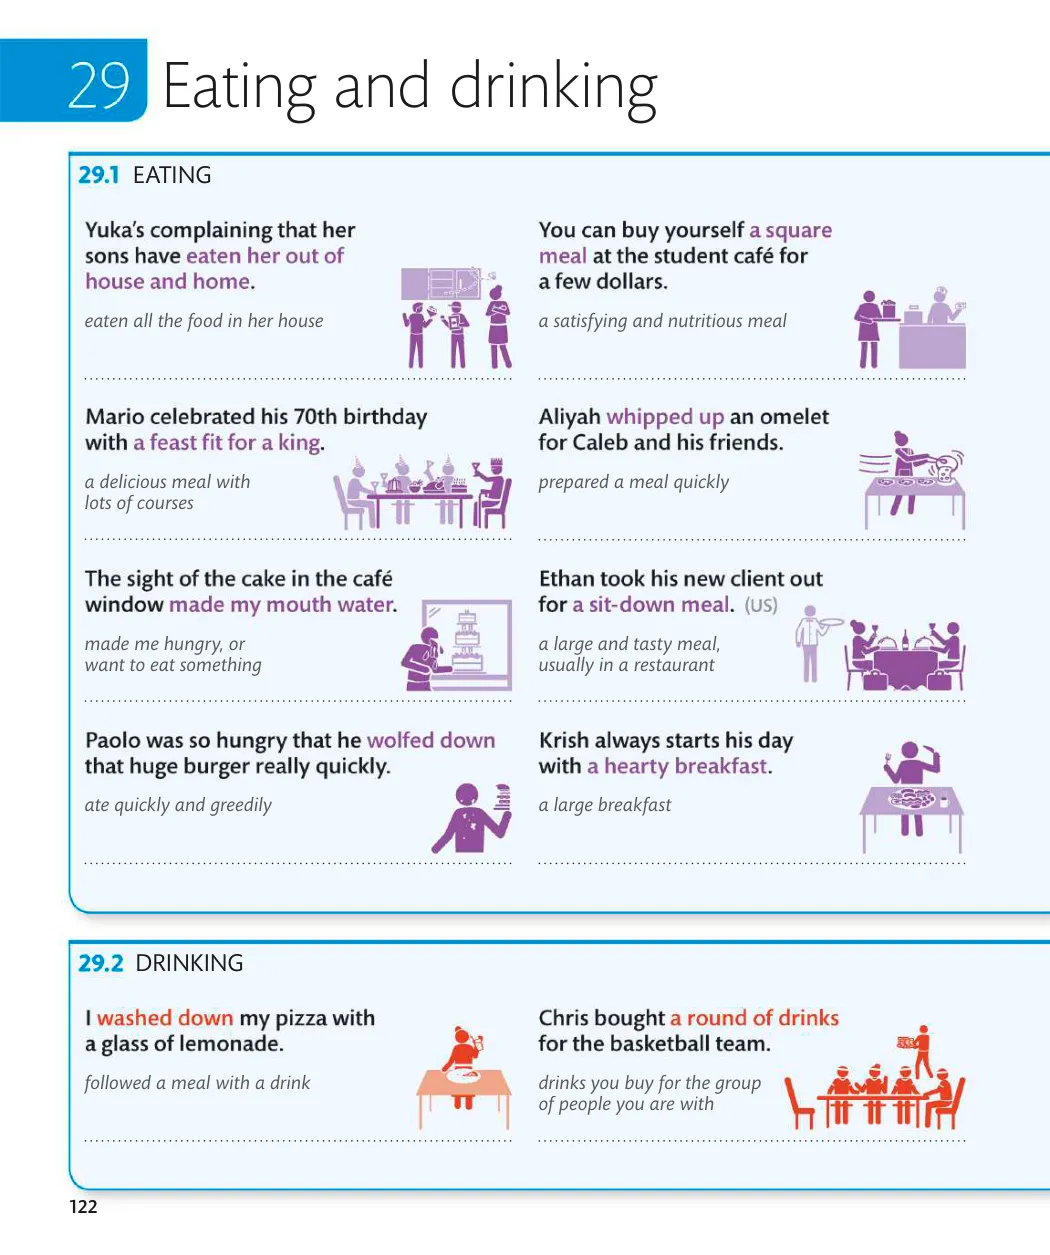 29 Eating and drinking
29.1 EATING
Yuka's complaining that her
sons have eaten her out of
house and home.
eaten all the food in her house
You can buy yourself a square
meal at the student café for
a few dollars.
a satisfying and nutritious meal
Mario celebrated his 70th birthday
with a feast fit for a king.
a delicious meal with
lots of courses
Aliyah whipped up an omelet
for Caleb and his friends.
prepared a meal quickly
The sight of the cake in the café
window made my mouth water.
made me hungry, or
want to eat something
Ethan took his new client out
for a sit-down meal. (US)
a large and tasty meal,
usually in a restaurant
Paolo was so hungry that he wolfed down
that huge burger really quickly.
ate quickly and greedily
Krish always starts his day
with a hearty breakfast.
a large breakfast
29.2 DRINKING
I washed down my pizza with
a glass of lemonade.
followed a meal with a drink
Chris bought a round of drinks
for the basketball team.
drinks you buy for the group
of people you are with
122